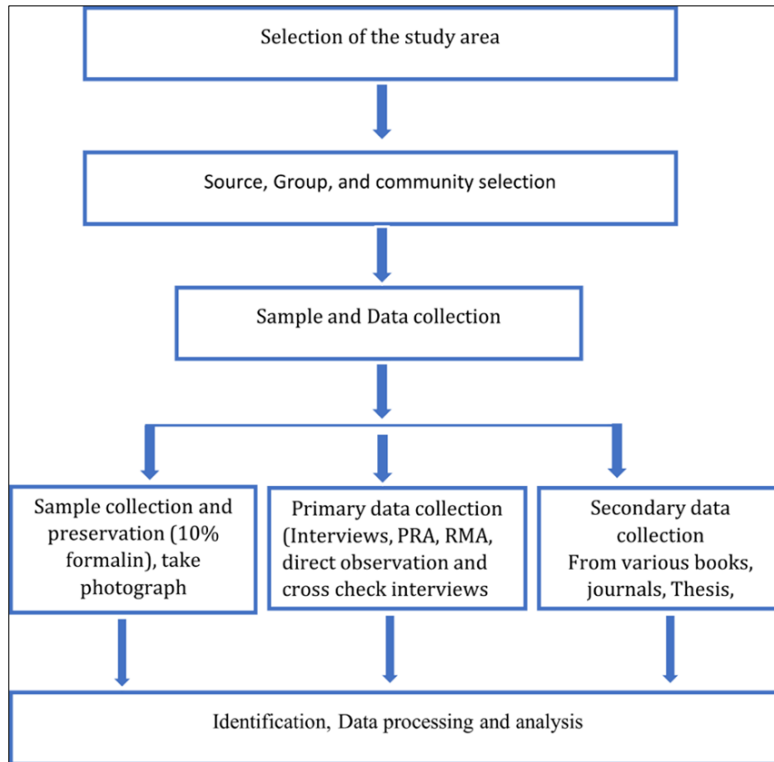 Selection of the study area
Source, Group, and community selection
Sample and Data collection
Sample collection and
preservation (10%
formalin), take
photograph
Primary data collection
(Interviews, PRA, RMA,
direct observation and
cross check interviews
Secondary data
collection
From various books,
journals, Thesis,
Identification, Data processing and analysis